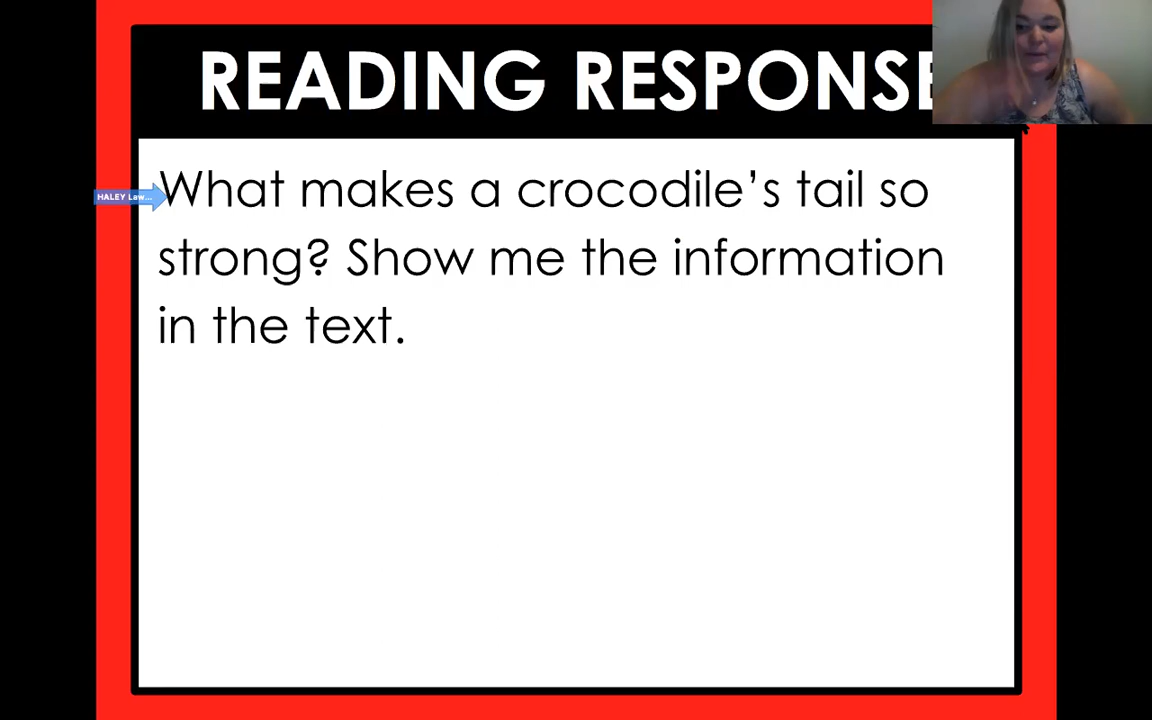 READING RESPONSE
HALEY Law...
What makes a crocodile’s tail so
strong? Show me the information
in the text.